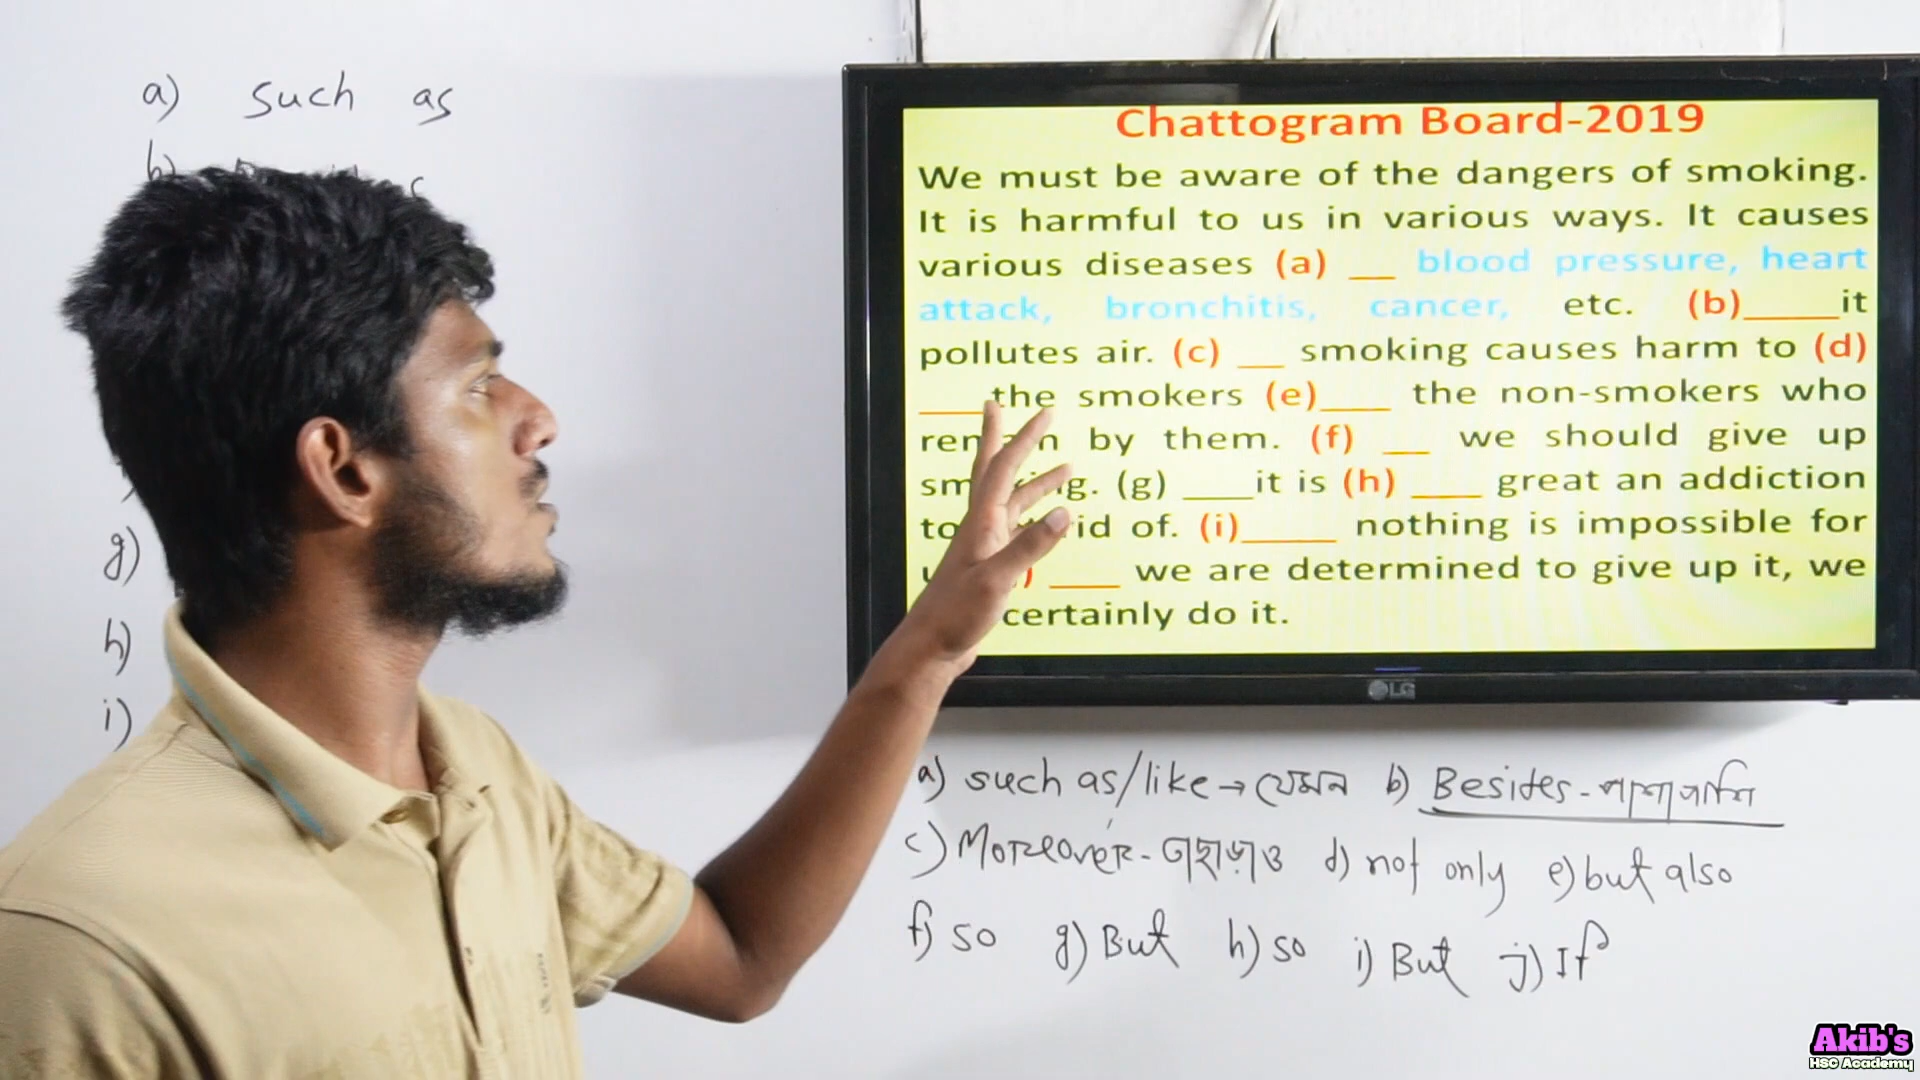 a) such as
b)
g)
h)
i)
Chattogram Board-2019
We must be aware of the dangers of smoking.
It is harmful to us in various ways. It causes
various diseases (a) __ blood pressure, heart
attack, bronchitis, cancer, etc. (b)_____it
pollutes air. (c) __ smoking causes harm to (d)
____the smokers (e)____ the non-smokers who
by them. (f) __ we should give up
(g) ___it is (h) ___ great an addiction
of. (i)_____ nothing is impossible for
___ we are determined to give up it, we
certainly do it.
LG
a) such as/like→যেমন b) Besides-পাশাপাশি
c) Moreover-তাছাড়াও d) not only e) but also
f) so g) But h) so i) But j) If
Akib's
HSC Academy